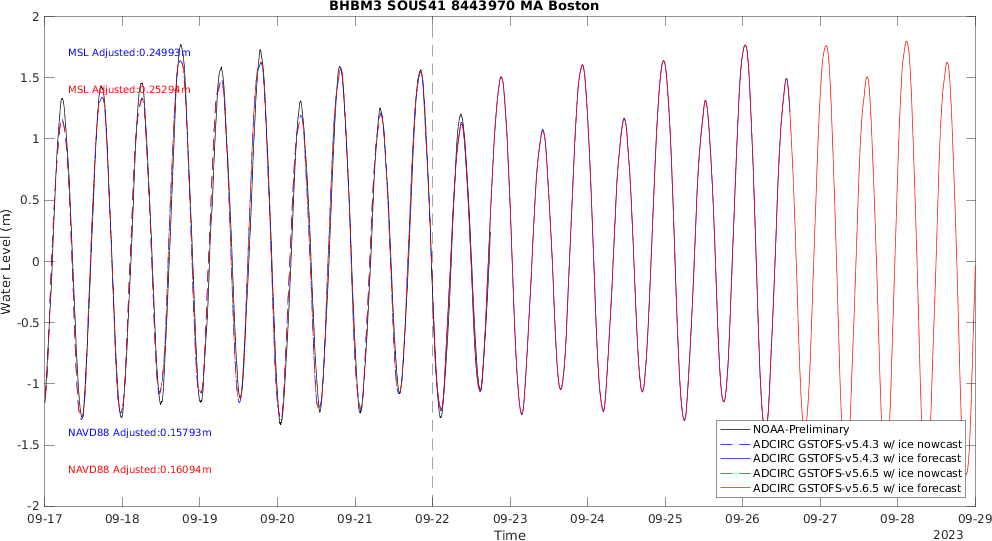 BHBM3 SOUS41 8443970 MA Boston
2
1.5
1
0.5
0
-0.5
-1
-1.5
-2
Water Level (m)
MSL Adjusted:0.24993m
MSL Adjusted:0.25294m
NAVD88 Adjusted:0.15793m
NAVD88 Adjusted:0.16094m
NOAA-Preliminary
ADCIRC GSTOFS-v5.4.3 w/ ice nowcast
ADCIRC GSTOFS-v5.4.3 w/ ice forecast
ADCIRC GSTOFS-v5.6.5 w/ ice nowcast
ADCIRC GSTOFS-v5.6.5 w/ ice forecast
09-17 09-18 09-19 09-20 09-21 09-22 09-23 09-24 09-25 09-26 09-27 09-28 09-29
Time
2023